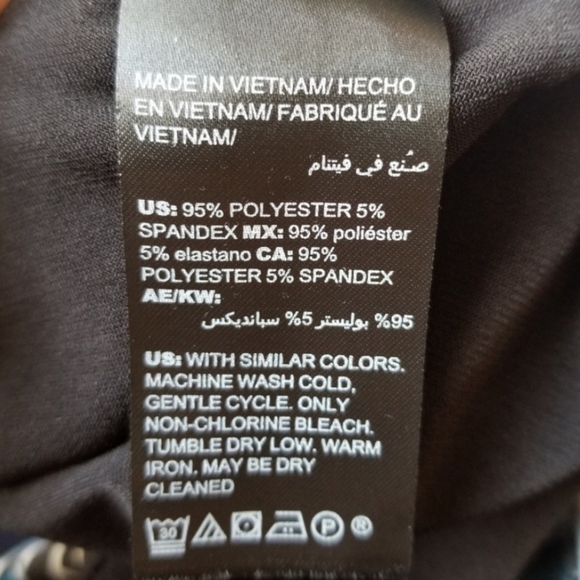 MADE IN VIETNAM/ HECHO
EN VIETNAM/ FABRIQUÉ AU
VIETNAM/
صُنع في فيتنام
US: 95% POLYESTER 5%
SPANDEX MX: 95% poliéster
5% elastano CA: 95%
POLYESTER 5% SPANDEX
AE/KW:
95% بوليستر 5% سبانديكس
US: WITH SIMILAR COLORS.
MACHINE WASH COLD,
GENTLE CYCLE. ONLY
NON-CHLORINE BLEACH.
TUMBLE DRY LOW. WARM
IRON. MAY BE DRY
CLEANED
30 P ®